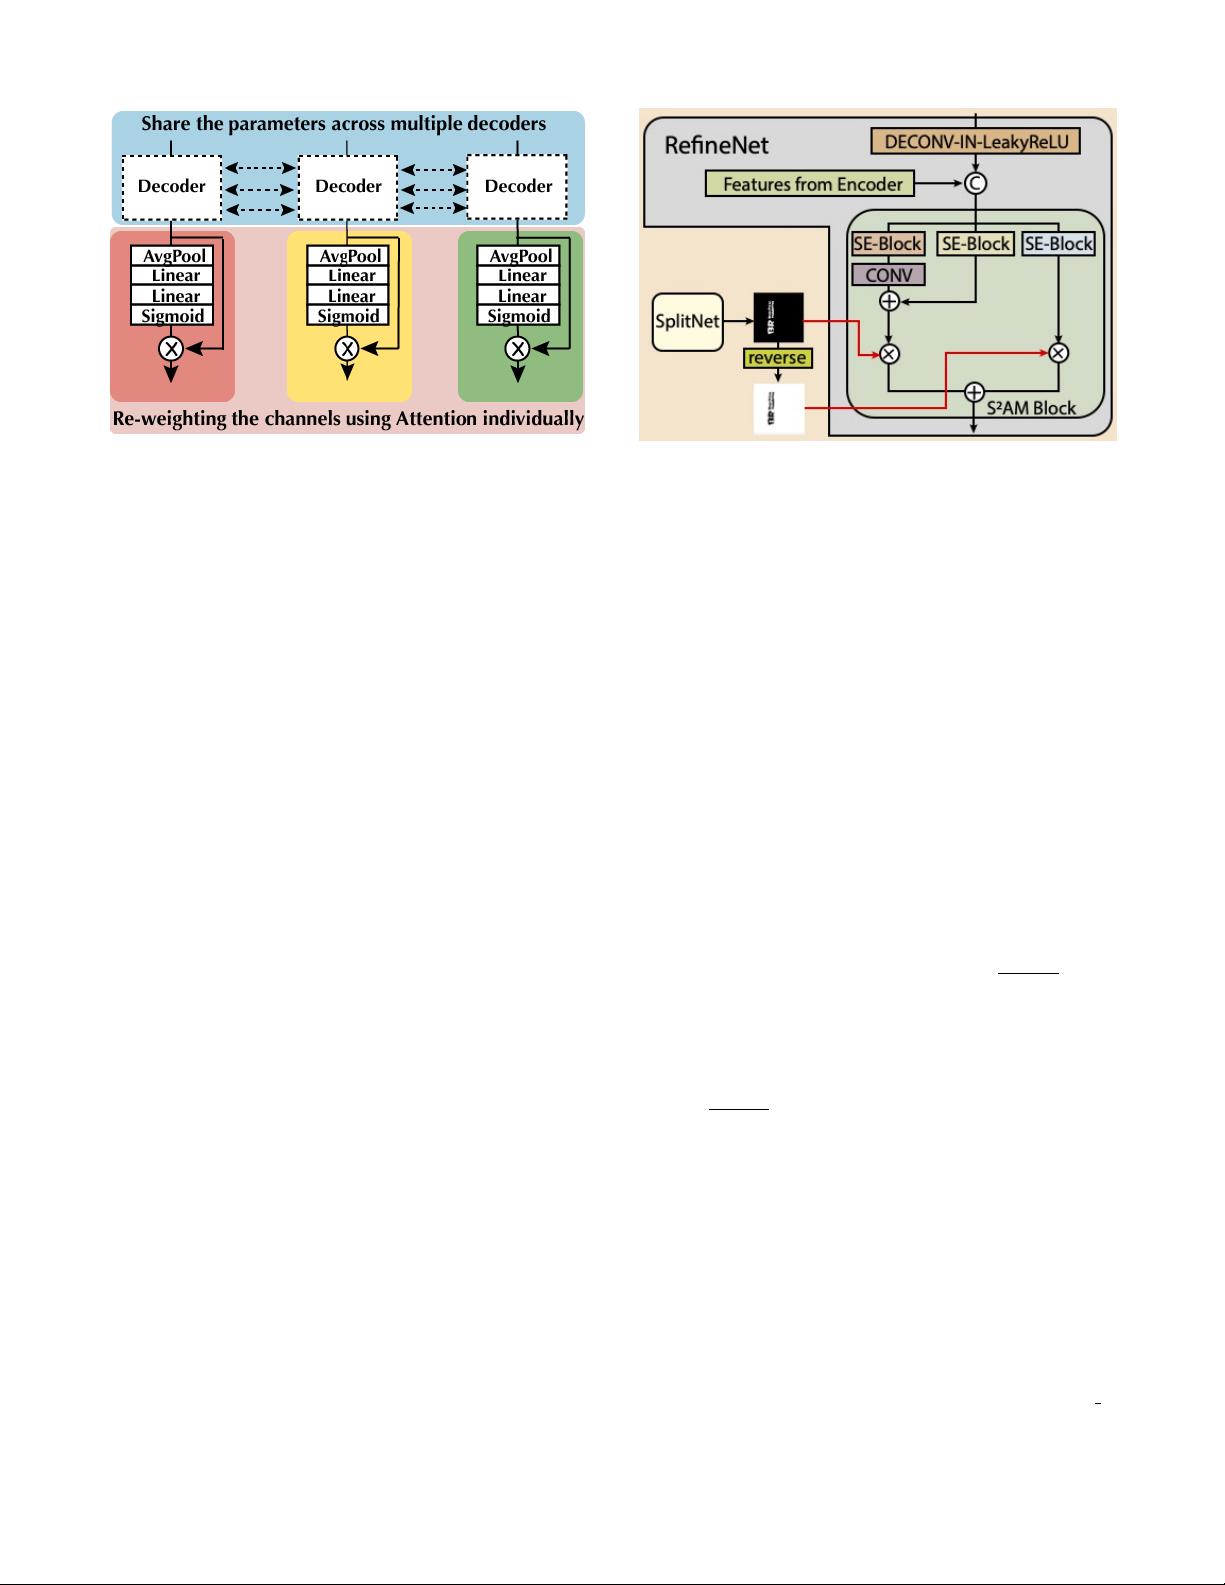 Share the parameters across multiple decoders
Decoder
Decoder
Decoder
AvgPool
Linear
Linear
Sigmoid
X
AvgPool
Linear
Linear
Sigmoid
X
AvgPool
Linear
Linear
Sigmoid
X
Re-weighting the channels using Attention individually
RefineNet
DECONV-IN-LeakyReLU
Features from Encoder
C
SE-Block
SE-Block
SE-Block
CONV
+
SplitNet
reverse
×
×
+
S²AM Block